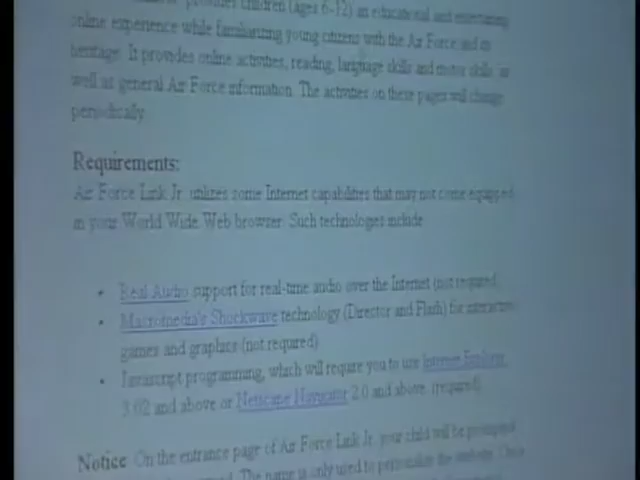 provides children (ages 6-12) an educational and entertaining
online experience while familiarizing young citizens with the Air Force and its
heritage. It provides online activities, reading, language skills and motor skills, as
well as general Air Force information. The activities on these pages will change
periodically.
Requirements:
Air Force Link Jr. utilizes some Internet capabilities that may not come equipped
in your World Wide Web browser. Such technologies include
• Real Audio support for real-time audio over the Internet (not required
• Macromedia's Shockwave technology (Director and Flash) for interactive
games and graphics (not required)
• Javascript programming, which will require you to use Internet Explorer
3.02 and above or Netscape Navigator 2.0 and above. (required).
Notice: On the entrance page of Air Force Link Jr. your child will be prompted
The name is only used to personalize the website.